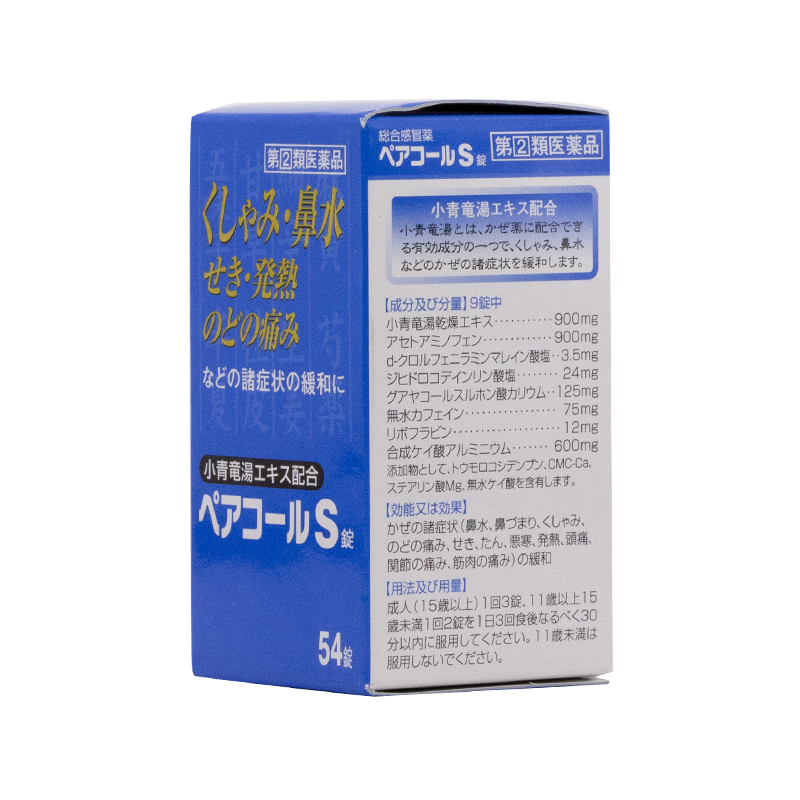 指②類医薬品
くしゃみ・鼻水
せき・発熱
のどの痛み
などの諸症状の緩和に
小青竜湯エキス配合
ペアコールS錠
54錠
総合感冒薬
ペアコールS錠
指②類医薬品
小青竜湯エキス配合
小青竜湯とは、かぜ薬に配合でき
る有効成分の一つで、くしゃみ、鼻水
などのかぜの諸症状を緩和します。
【成分及び分量】9錠中
小青竜湯乾燥エキス・・・・・・・・・・900mg
アセトアミノフェン・・・・・・・・・・・・900mg
d-クロルフェニラミンマレイン酸塩・・3.5mg
ジヒドロコデインリン酸塩・・・・・・・・24mg
グアヤコールスルホン酸カリウム・・125mg
無水カフェイン・・・・・・・・・・・・・・・・・75mg
リボフラビン・・・・・・・・・・・・・・・・・・・・12mg
合成ケイ酸アルミニウム・・・・・・・600mg
添加物として、トウモロコシデンプン、CMC-Ca、
ステアリン酸Mg、無水ケイ酸を含有します。
【効能又は効果】
かぜの諸症状(鼻水、鼻づまり、くしゃみ、
のどの痛み、せき、たん、悪寒、発熱、頭痛、
関節の痛み、筋肉の痛み)の緩和
【用法及び用量】
成人(15歳以上)1回3錠、11歳以上15
歳未満1回2錠を1日3回食後なるべく30
分以内に服用してください。11歳未満は
服用しないでください。